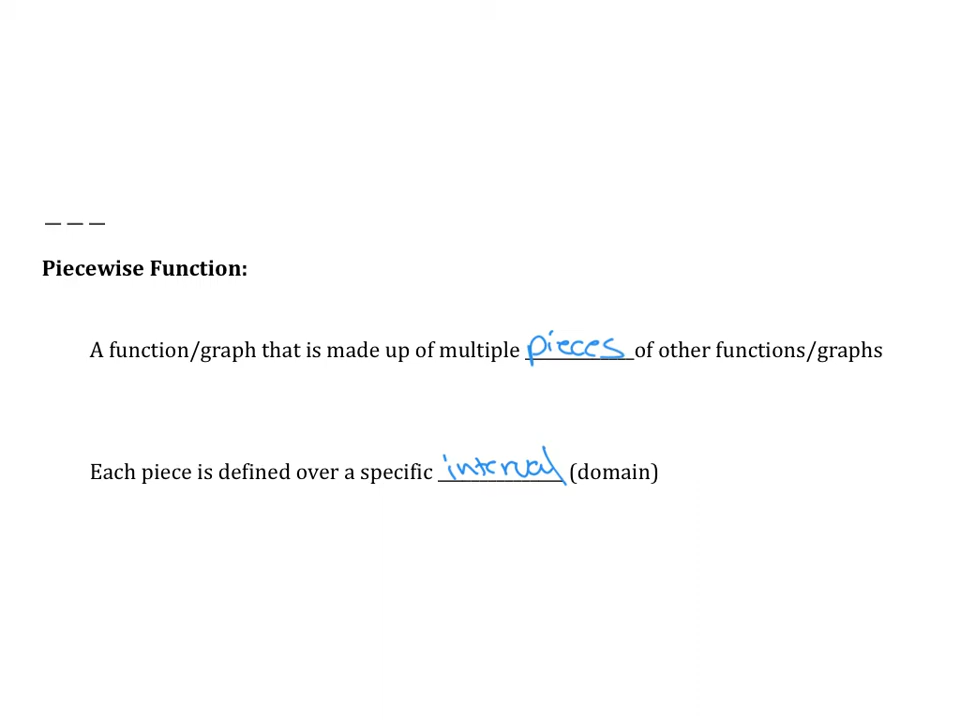 – – –
Piecewise Function:
A function/graph that is made up of multiple pieces of other functions/graphs
Each piece is defined over a specific interval (domain)